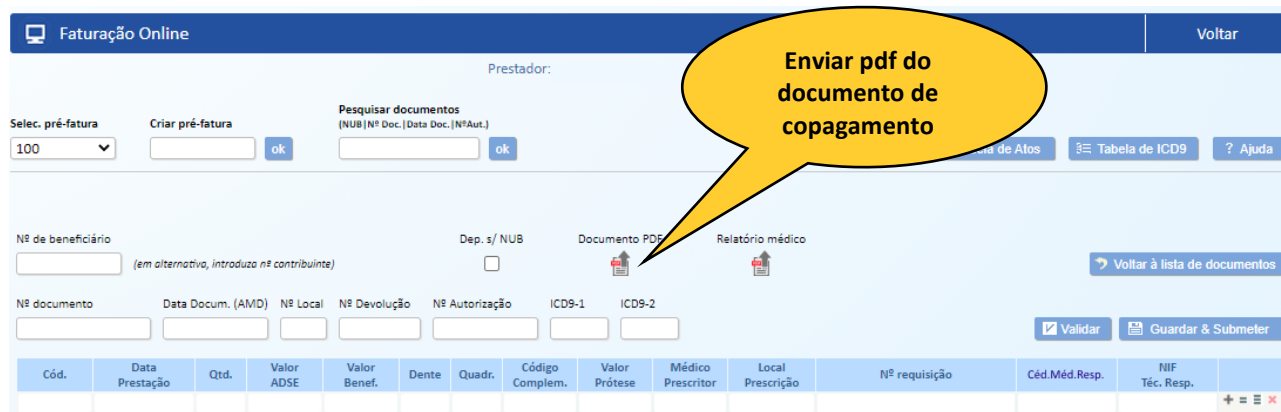 Faturação Online
Voltar
Prestador:
Enviar pdf do
documento de
copagamento
Selec. pré-fatura
Criar pré-fatura
Pesquisar documentos
(NUB|Nº Doc.|Data Doc.|NºAut.)
100
ok
ok
de Atos
Tabela de ICD9
? Ajuda
Nº de beneficiário
(em alternativa, introduza nº contribuinte)
Dep. s/ NUB
Documento PDF
Relatório médico
Voltar à lista de documentos
Nº documento
Data Docum. (AMD)
Nº Local
Nº Devolução
Nº Autorização
ICD9-1
ICD9-2
Validar
Guardar & Submeter
Cód.
Data
Prestação
Qtd.
Valor
ADSE
Valor
Benef.
Dente
Quadr.
Código
Complem.
Valor
Prótese
Médico
Prescritor
Local
Prescrição
Nº requisição
Céd.Méd.Resp.
NIF
Téc. Resp.